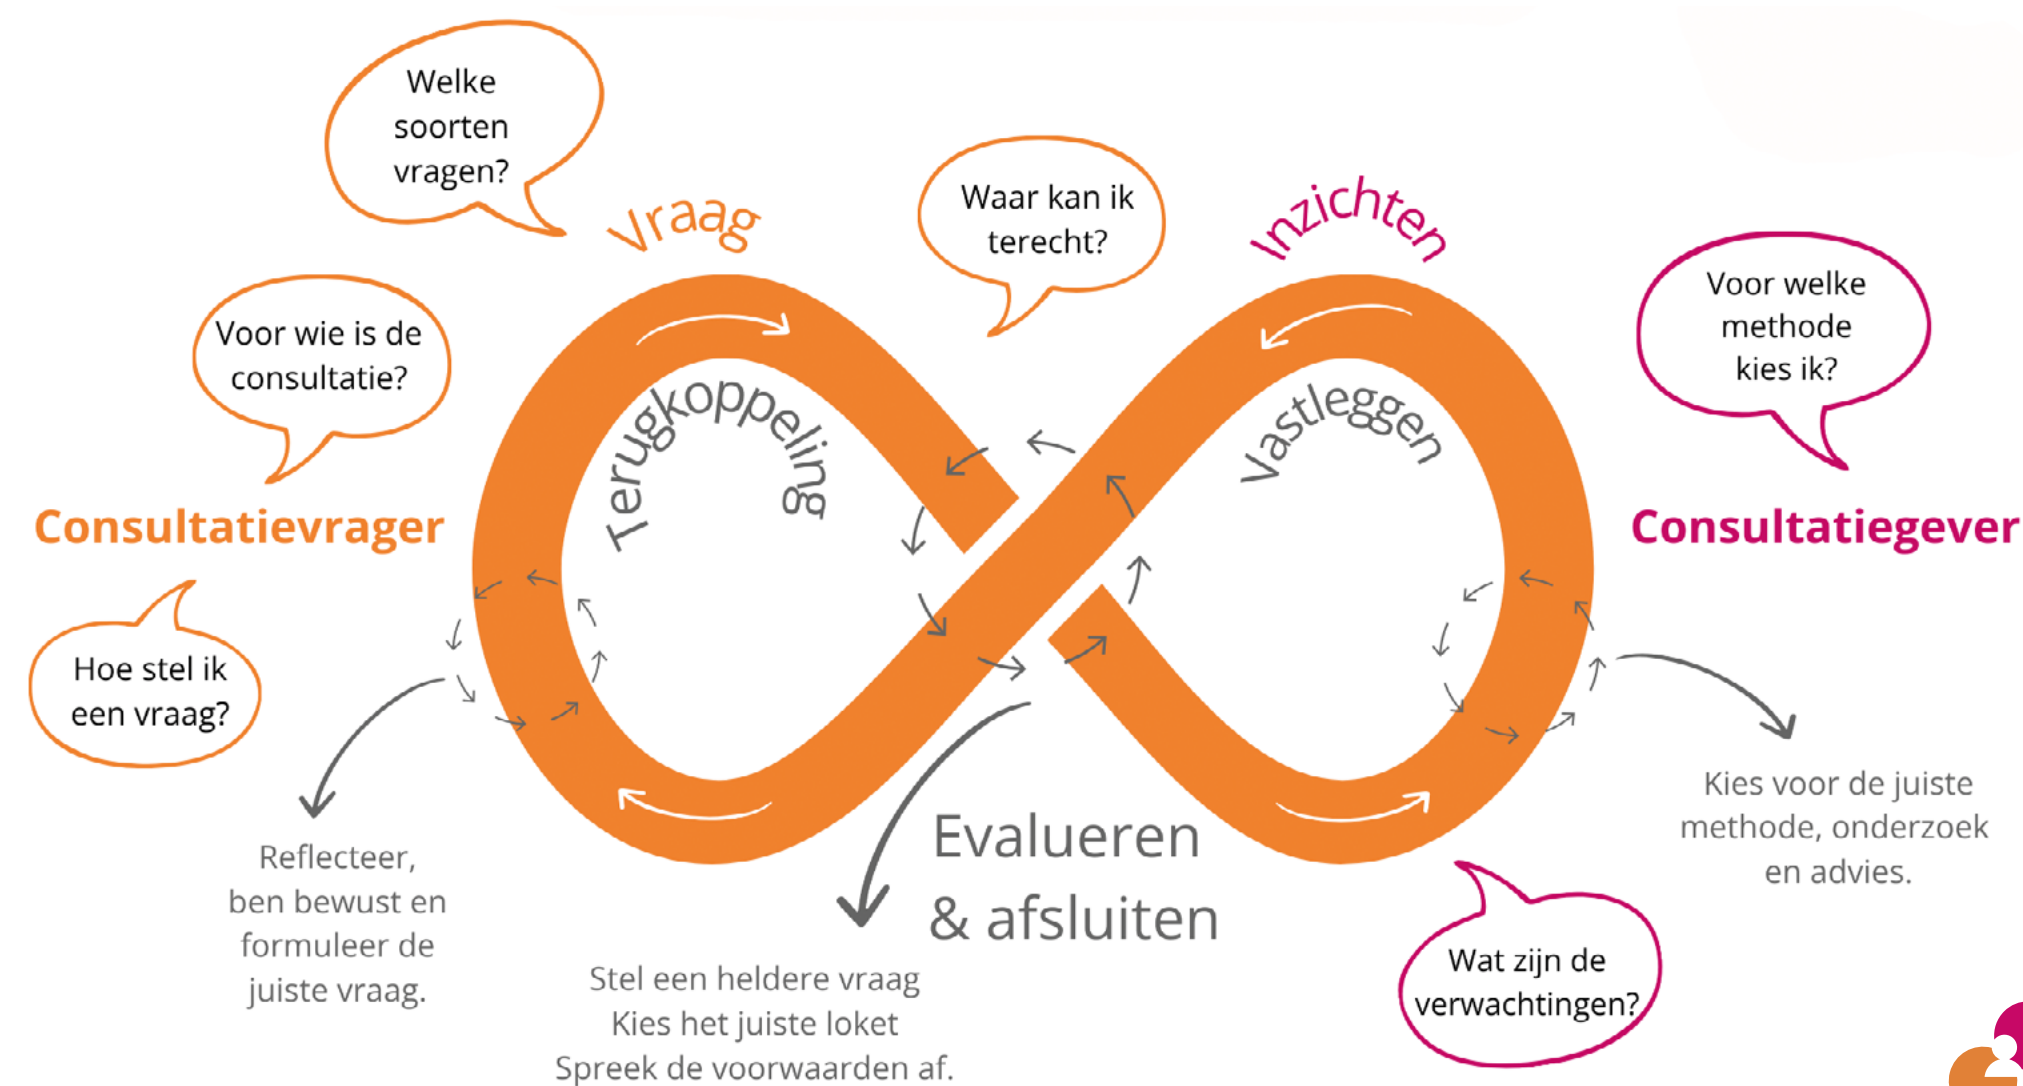 Welke
soorten
vragen?
Vraag
Waar kan ik
terecht?
Inzichten
Voor welke
methode
kies ik?
Voor wie is de
consultatie?
Terugkoppeling
Vastleggen
Consultatievrager
Consultatiegever
Hoe stel ik
een vraag?
Reflecteer,
ben bewust en
formuleer de
juiste vraag.
Evalueren
& afsluiten
Kies voor de juiste
methode, onderzoek
en advies.
Stel een heldere vraag
Kies het juiste loket
Spreek de voorwaarden af.
Wat zijn de
verwachtingen?